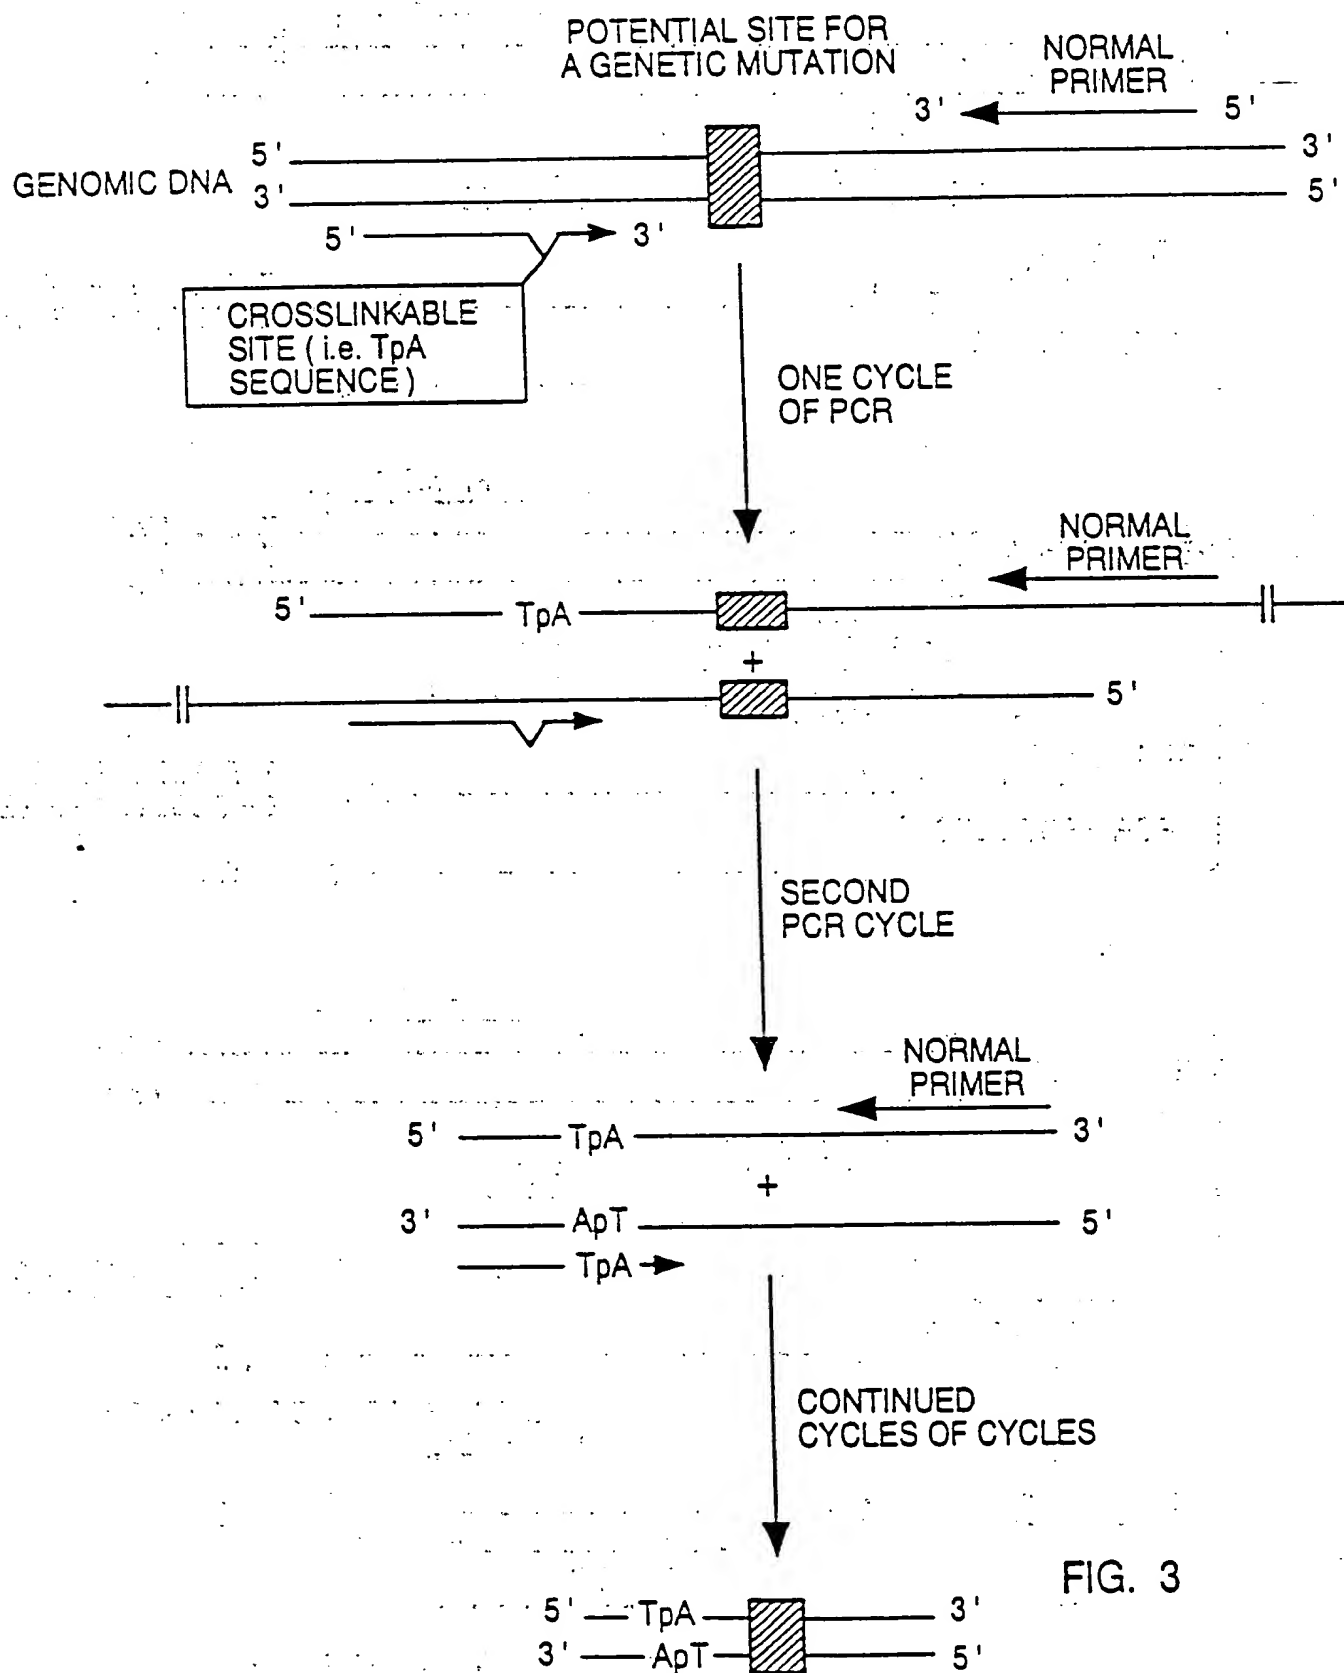 POTENTIAL SITE FOR
A GENETIC MUTATION
NORMAL
PRIMER
3' 5'
5' 3'
GENOMIC DNA
3' 5'
5' 3'
CROSSLINKABLE
SITE ( i.e. TpA
SEQUENCE )
ONE CYCLE
OF PCR
NORMAL
PRIMER
5' TpA
+
5'
SECOND
PCR CYCLE
NORMAL
PRIMER
5' TpA 3'
+
3' ApT 5'
TpA
CONTINUED
CYCLES OF CYCLES
FIG. 3
5' TpA 3'
3' ApT 5'